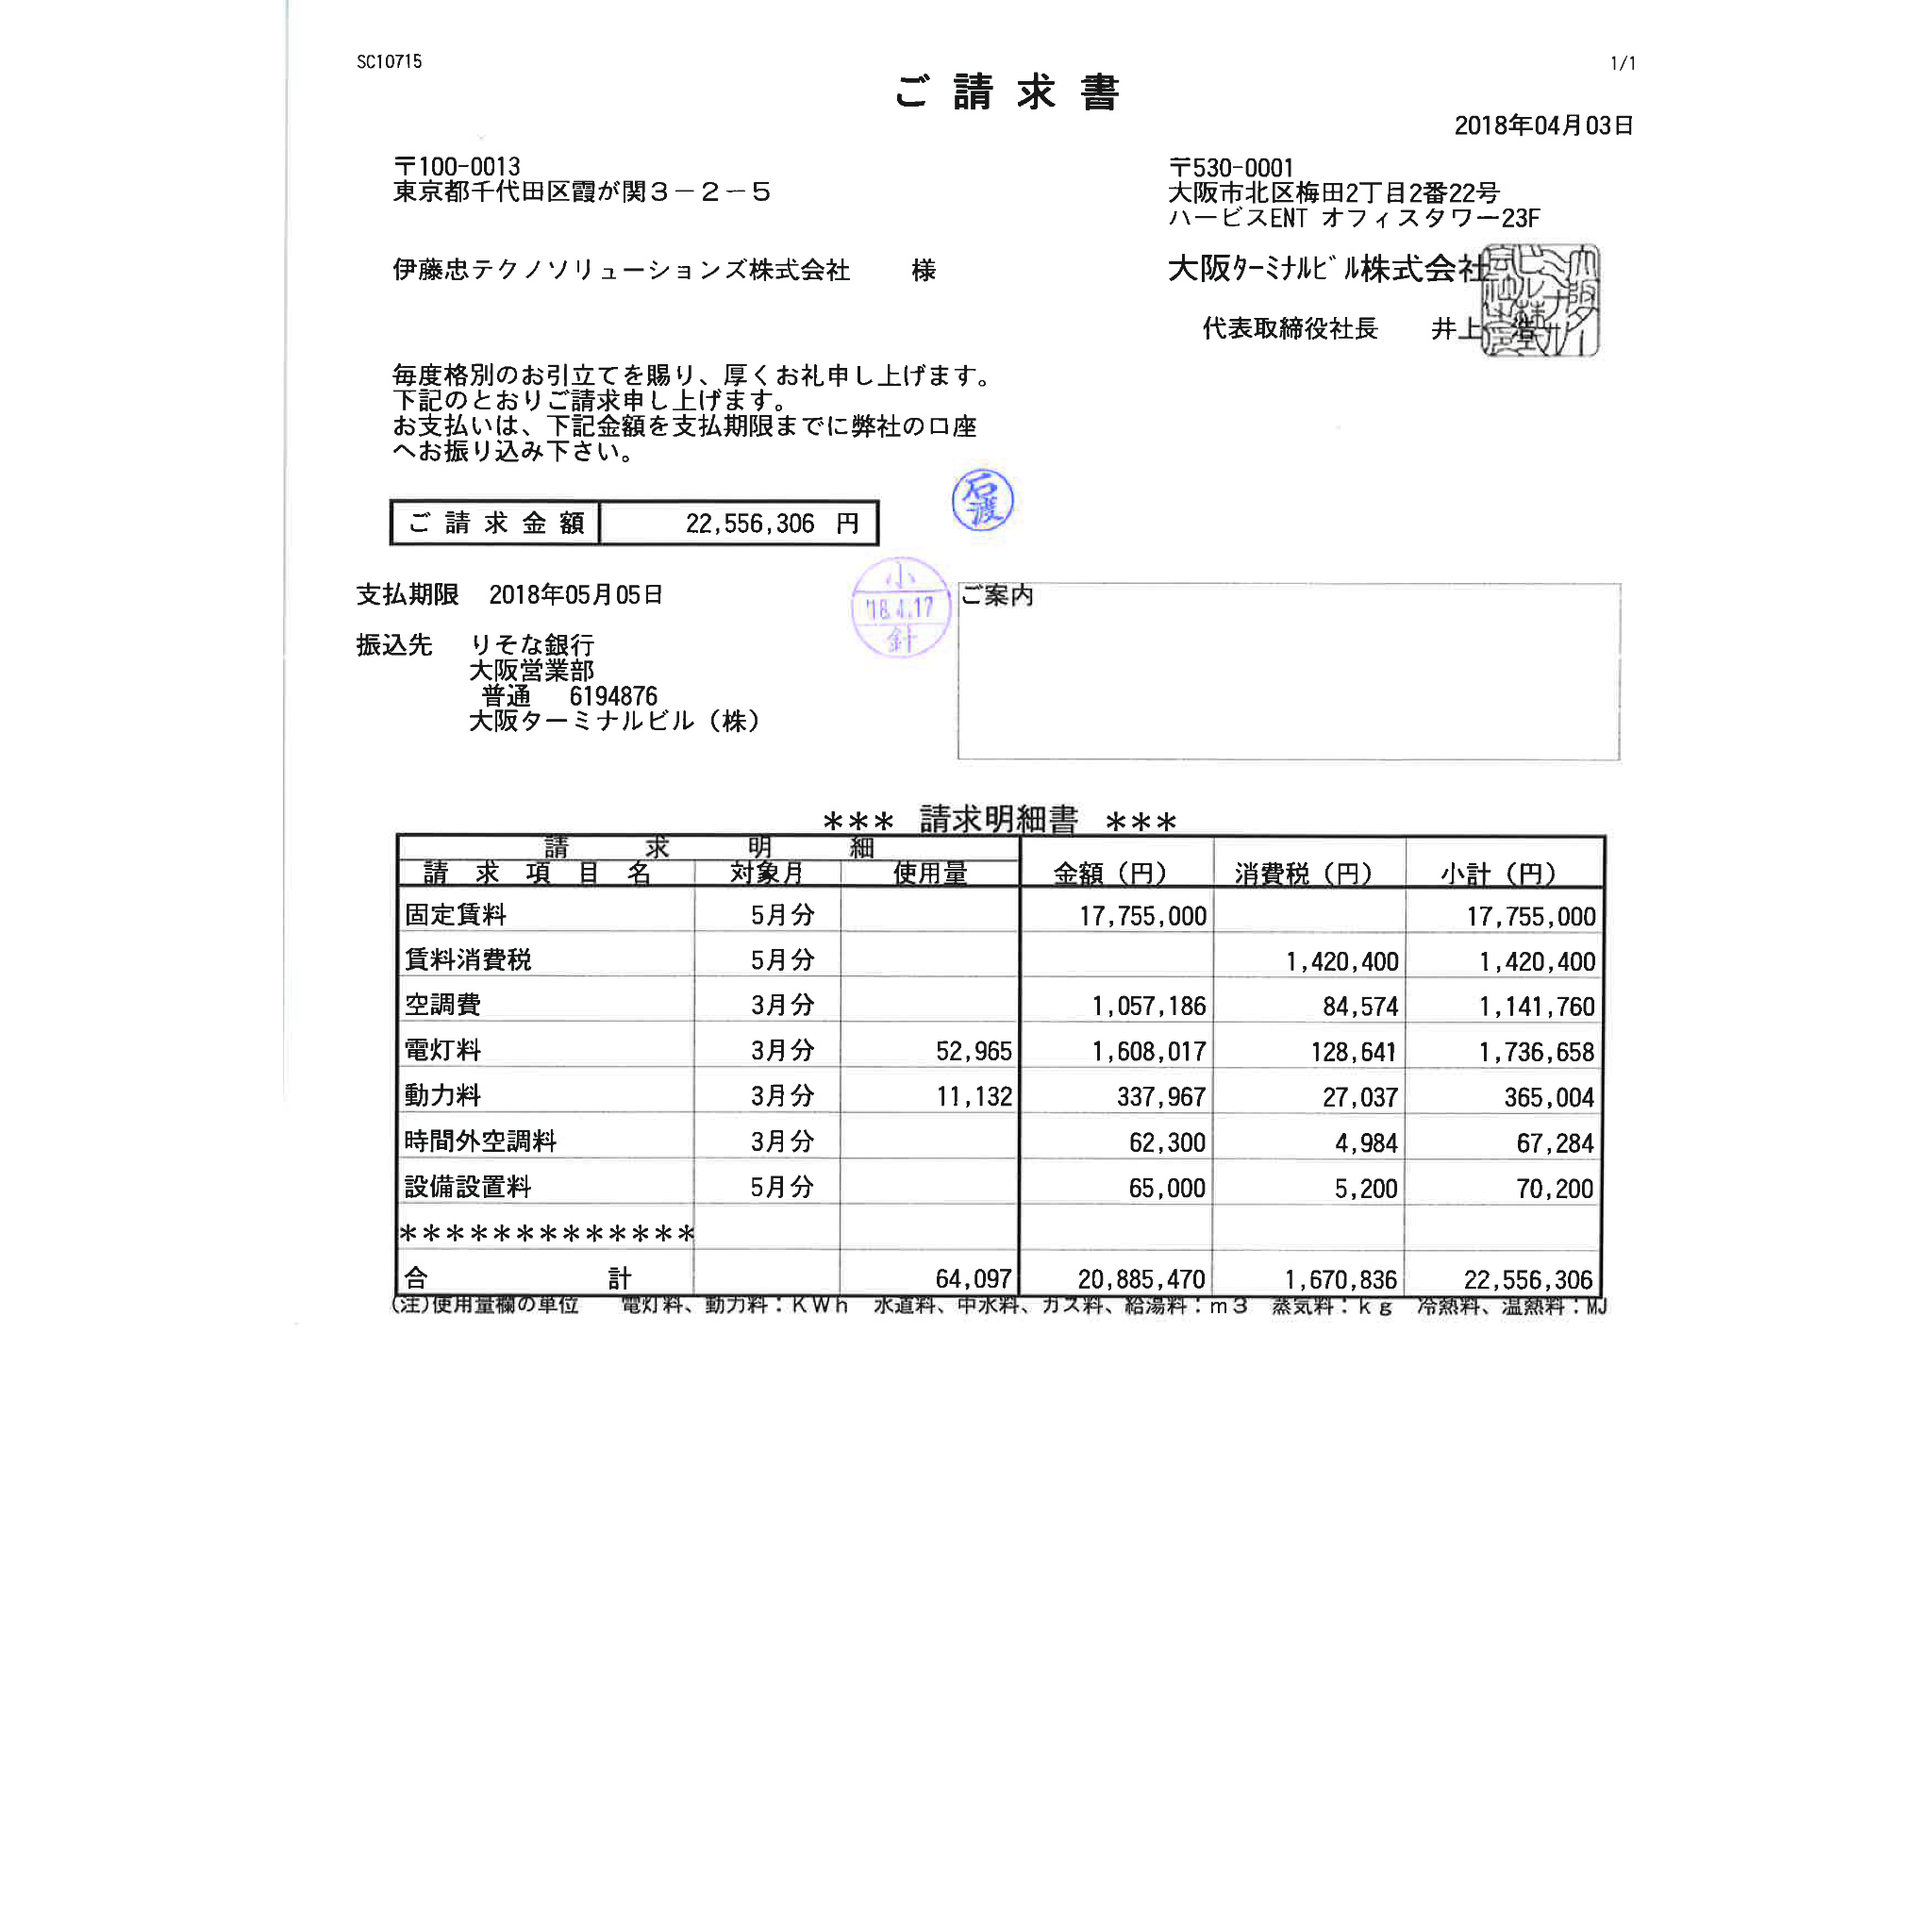 SC10715
1/1
ご請求書
2018年04月03日
〒100-0013
東京都千代田区霞が関３－２－５
伊藤忠テクノソリューションズ株式会社 様
〒530-0001
大阪市北区梅田2丁目2番22号
ハービスENT オフィスタワー23F
大阪ﾀｰﾐﾅﾙﾋﾞﾙ株式会社
代表取締役社長 井上
毎度格別のお引立てを賜り、厚くお礼申し上げます。
下記のとおりご請求申し上げます。
お支払いは、下記金額を支払期限までに弊社の口座
へお振り込み下さい。
石渡
ご請求金額 22,556,306 円
小
'18.4.17
針
支払期限 2018年05月05日
振込先 りそな銀行
大阪営業部
普通 6194876
大阪ターミナルビル（株）
ご案内
*** 請求明細書 ***
請求明細
請求項目名 対象月 使用量 金額（円） 消費税（円） 小計（円）
固定賃料 5月分 17,755,000 17,755,000
賃料消費税 5月分 1,420,400 1,420,400
空調費 3月分 1,057,186 84,574 1,141,760
電灯料 3月分 52,965 1,608,017 128,641 1,736,658
動力料 3月分 11,132 337,967 27,037 365,004
時間外空調料 3月分 62,300 4,984 67,284
設備設置料 5月分 65,000 5,200 70,200
*************
合計 64,097 20,885,470 1,670,836 22,556,306
(注)使用量欄の単位 電灯料、動力料：ＫＷｈ 水道料、中水料、ガス料、給湯料：ｍ３ 蒸気料：ｋｇ 冷熱料、温熱料：MJ